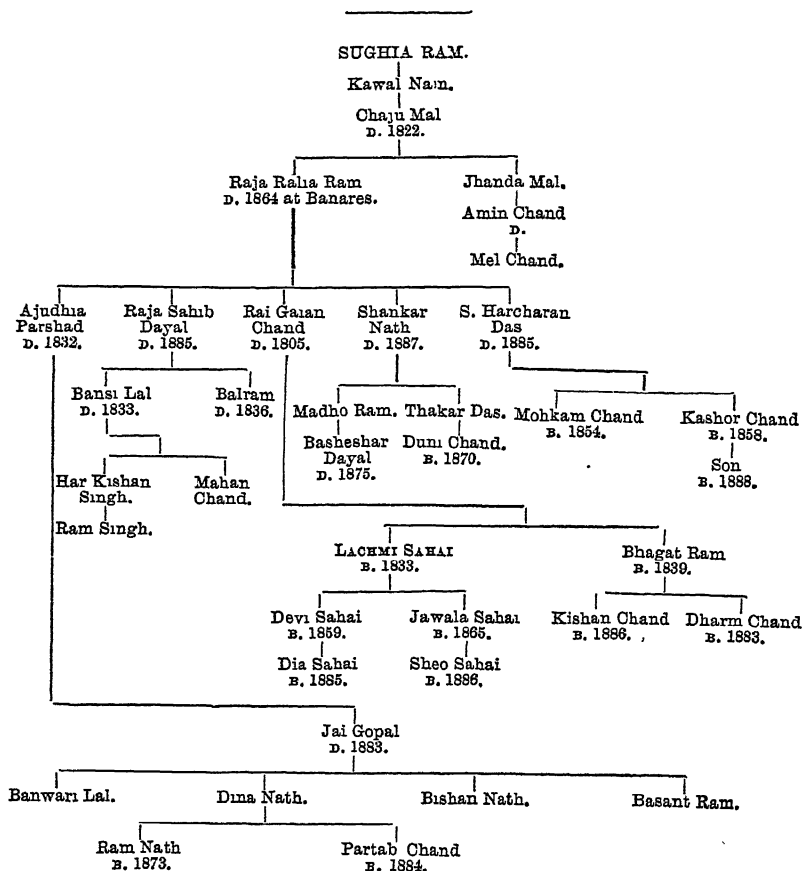 SUGHIA RAM.
Kawal Nain.
Chaju Mal
D. 1822.
Raja Ralia Ram
D. 1864 at Banares.
Jhanda Mal.
Amin Chand
D.
Mel Chand.
Ajudhia
Parshad
D. 1832.
Raja Sahib
Dayal
D. 1885.
Rai Gaian
Chand
D. 1805.
Shankar
Nath
D. 1887.
S. Harcharan
Das
D. 1885.
Bansi Lal
D. 1833.
Balram
D. 1836.
Madho Ram.
Thakar Das.
Mohkam Chand
B. 1854.
Kashor Chand
B. 1858.
Basheshar
Dayal
D. 1875.
Duni Chand.
B. 1870.
Son
B. 1888.
Har Kishan
Singh.
Mahan
Chand.
Ram Singh.
LACHMI SAHAI
B. 1833.
Bhagat Ram
B. 1839.
Devi Sahai
B. 1859.
Jawala Sahai
B. 1865.
Kishan Chand
B. 1886.
Dharm Chand
B. 1883.
Dia Sahai
B. 1885.
Sheo Sahai
B. 1886.
Jai Gopal
D. 1883.
Banwari Lal.
Dina Nath.
Bishan Nath.
Basant Ram.
Ram Nath
B. 1873.
Partab Chand
B. 1884.